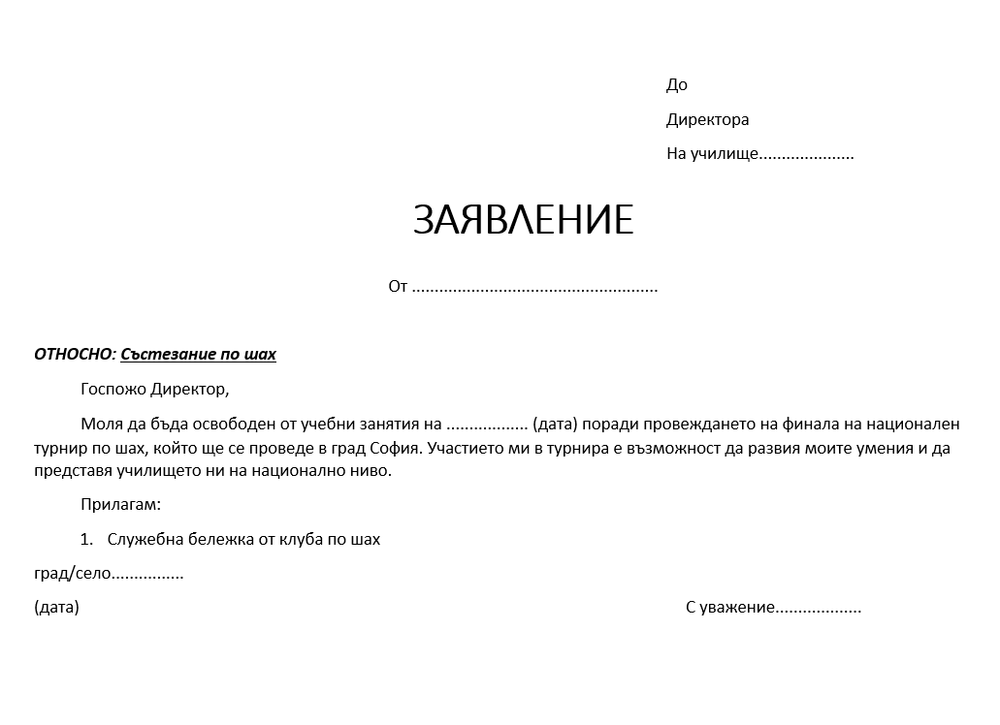 До
Директора
На училище.....................
ЗАЯВЛЕНИЕ
От ......................................................
ОТНОСНО: Състезание по шах
Госпожо Директор,
Моля да бъда освободен от учебни занятия на .................. (дата) поради провеждането на финала на национален
турнир по шах, който ще се проведе в град София. Участието ми в турнира е възможност да развия моите умения и да
представя училището ни на национално ниво.
Прилагам:
1. Служебна бележка от клуба по шах
град/село................
(дата)
С уважение...................